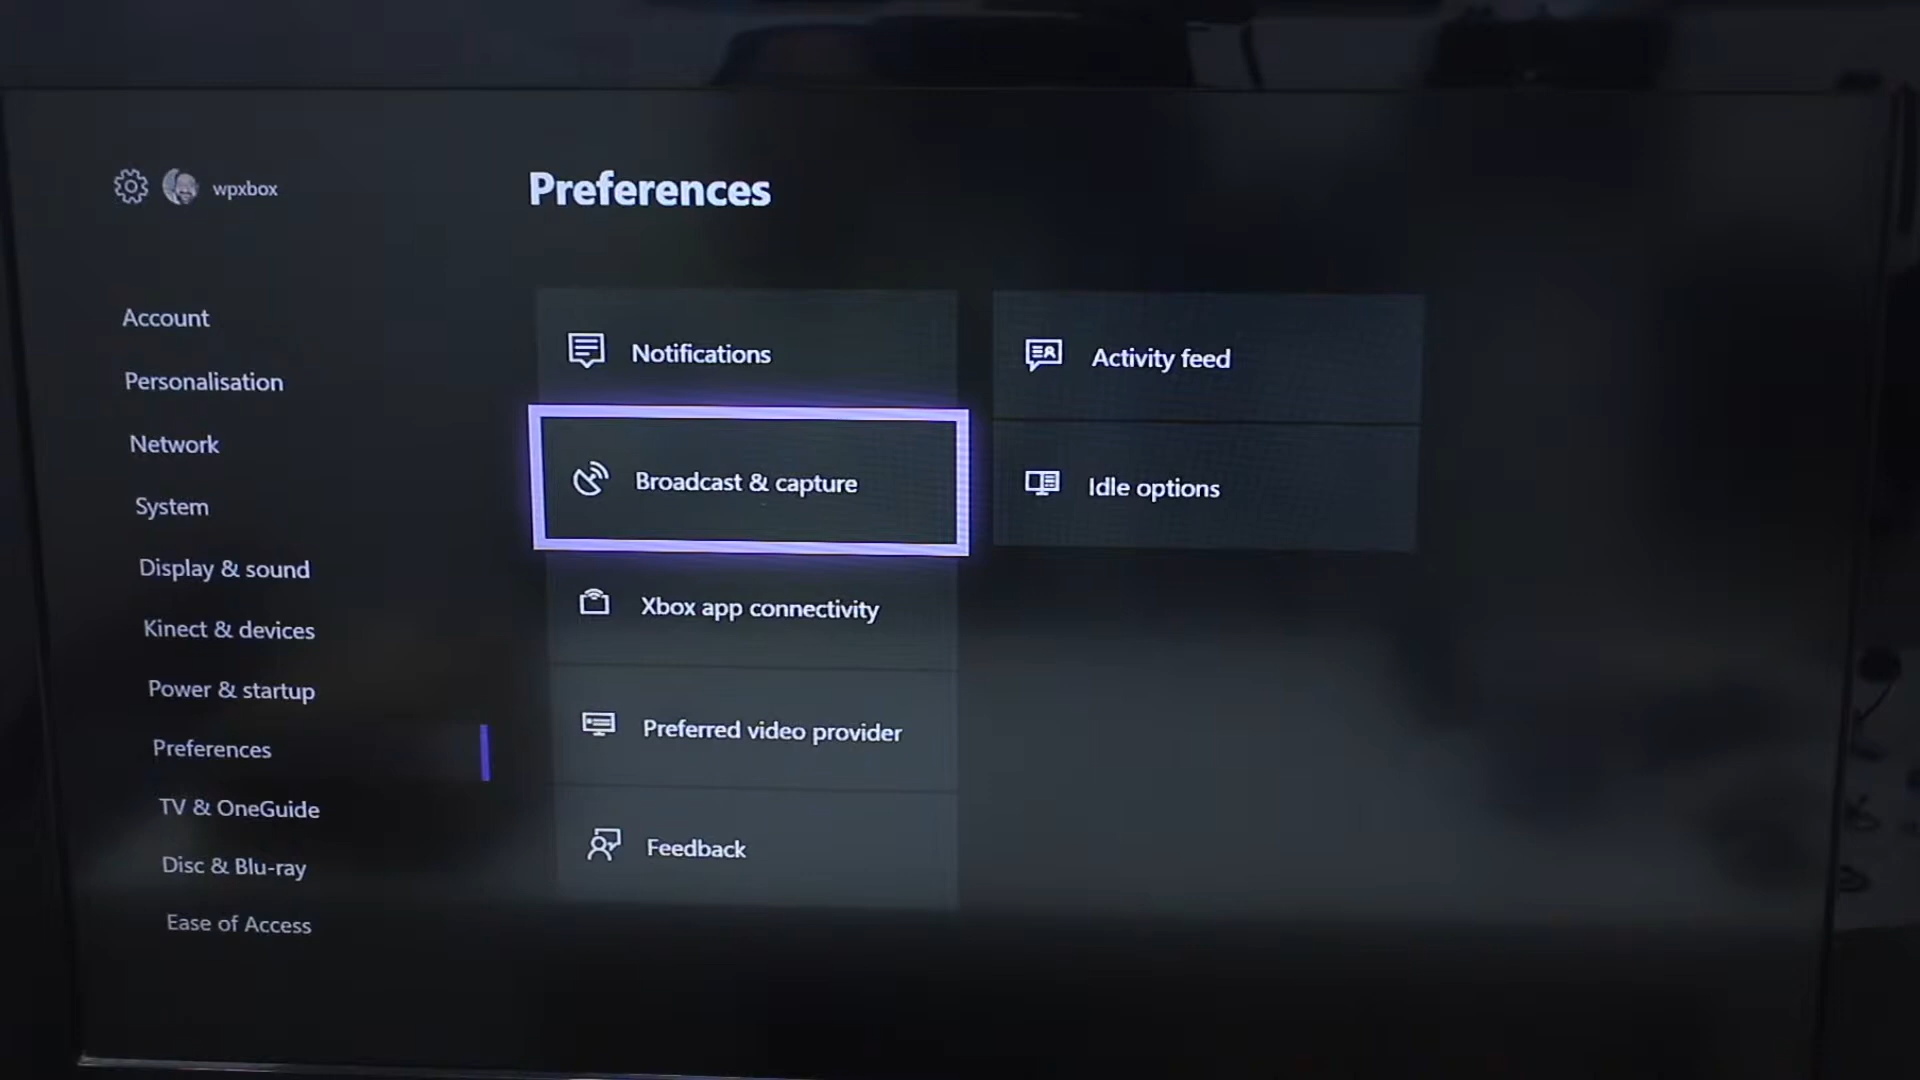 wpxbox
Preferences
Account
Personalisation
Network
System
Display & sound
Kinect & devices
Power & startup
Preferences
TV & OneGuide
Disc & Blu-ray
Ease of Access
Notifications
Broadcast & capture
Xbox app connectivity
Preferred video provider
Feedback
Activity feed
Idle options